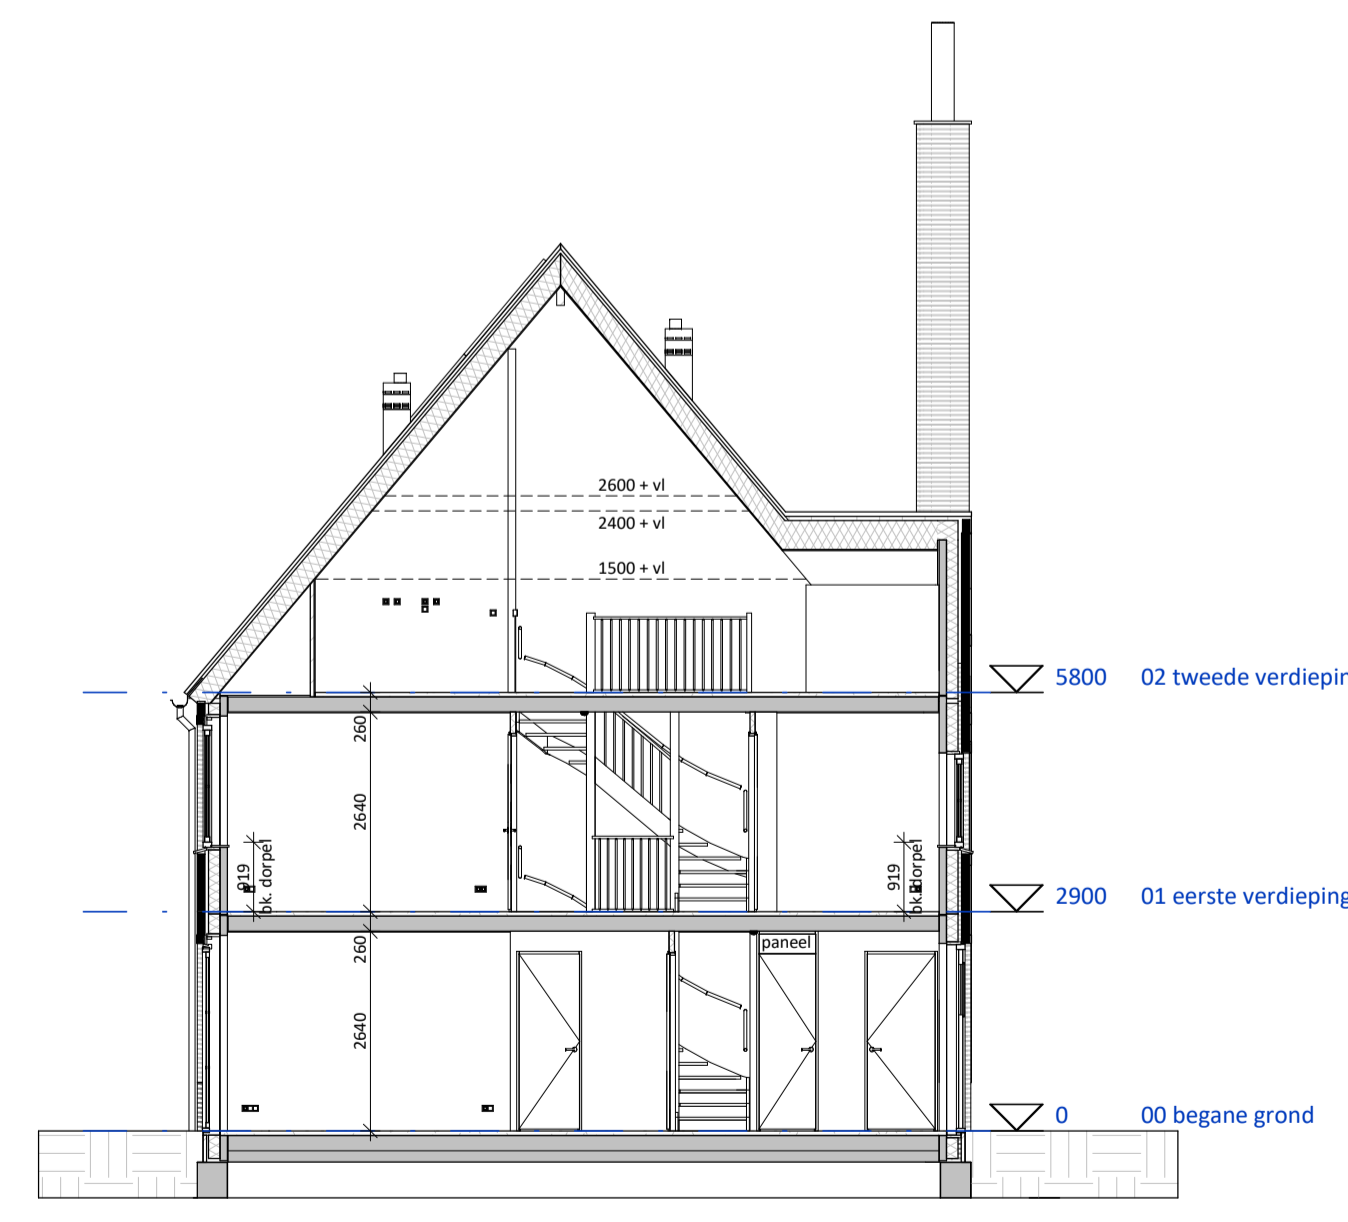 2600 + vl
2400 + vl
1500 + vl
5800 02 tweede verdiepin
260
2640
919
bk. dorpel
919
bk. dorpel
2900 01 eerste verdieping
260
paneel
2640
0 00 begane grond